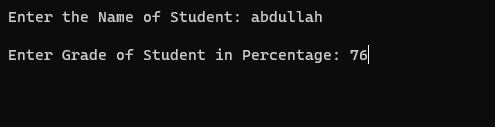 Enter the Name of Student: abdullah
Enter Grade of Student in Percentage: 76